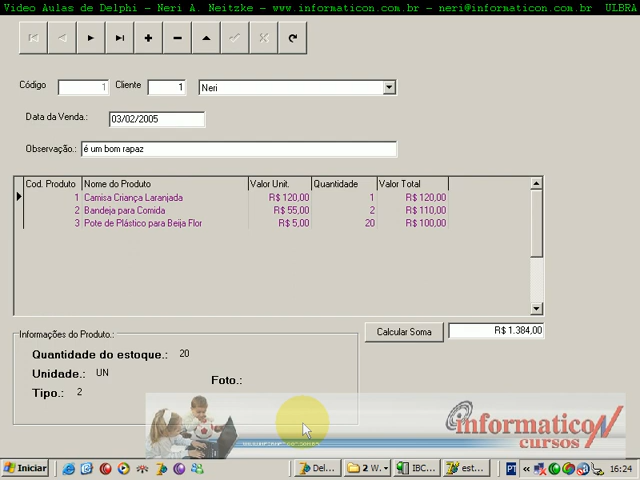 Video Aulas de Delphi – Neri A. Neitzke – www.informaticon.com.br – neri@informaticon.com.br ULBRA
Código 1 Cliente 1 Neri
Data da Venda.: 03/02/2005
Observação.: é um bom rapaz
Cod. Produto Nome do Produto Valor Unit. Quantidade Valor Total
1 Camisa Criança Laranjada R$ 120,00 1 R$ 120,00
2 Bandeja para Comida R$ 55,00 2 R$ 110,00
3 Pote de Plástico para Beija Flor R$ 5,00 20 R$ 100,00
Calcular Soma R$ 1.384,00
Informações do Produto.:
Quantidade do estoque.: 20
Unidade.: UN
Foto.:
Tipo.: 2
informaticon
cursos
Iniciar Del... 2 W... IBC... est... PT 16:24